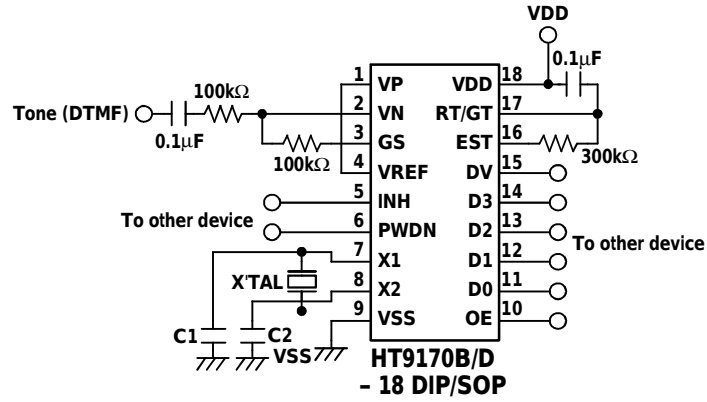 VDD
0.1μF
1 VP VDD 18
100kΩ
Tone (DTMF)
2 VN RT/GT 17
0.1μF
3 GS EST 16
100kΩ
300kΩ
4 VREF DV 15
5 INH D3 14
To other device
6 PWDN D2 13
To other device
7 X1 D1 12
X'TAL
8 X2 D0 11
9 VSS OE 10
C1
C2
VSS
HT9170B/D
– 18 DIP/SOP